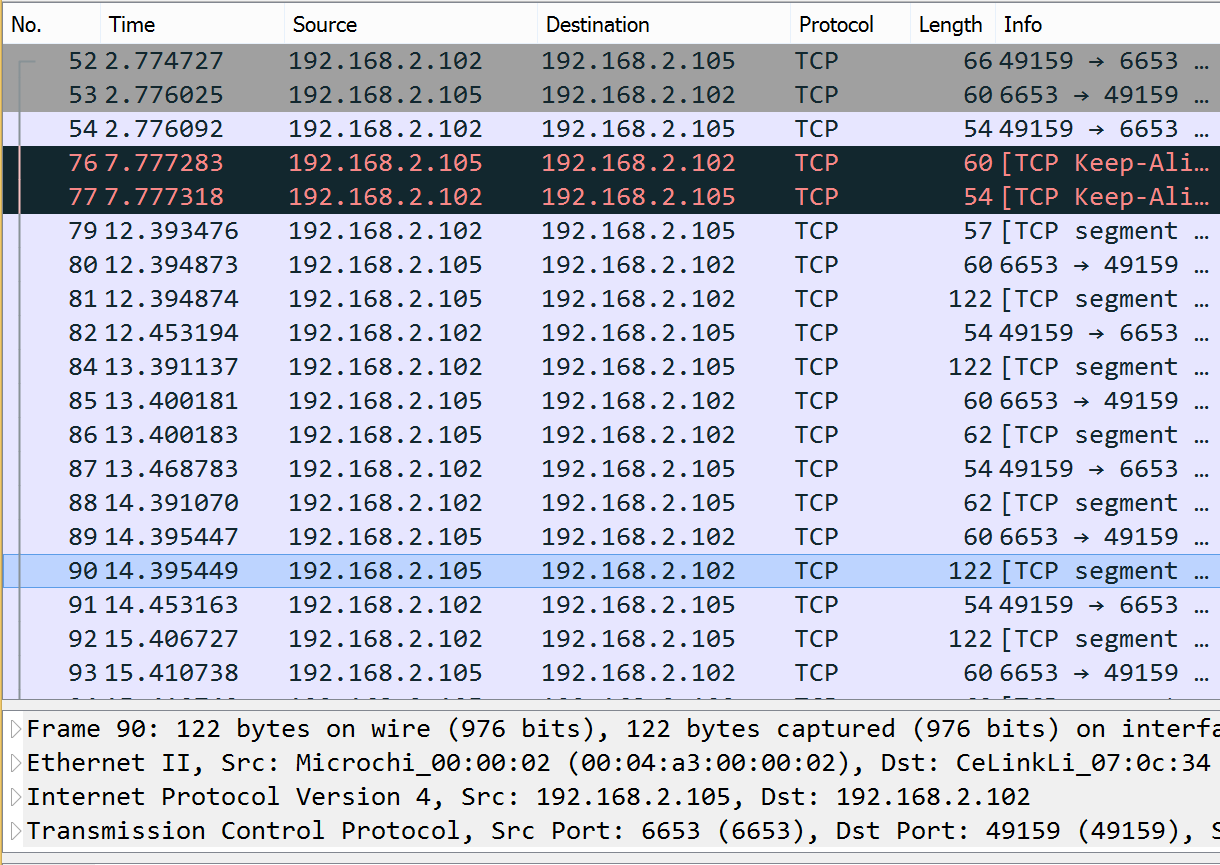 No. Time Source Destination Protocol Length Info
52 2.774727 192.168.2.102 192.168.2.105 TCP 66 49159 → 6653 …
53 2.776025 192.168.2.105 192.168.2.102 TCP 60 6653 → 49159 …
54 2.776092 192.168.2.102 192.168.2.105 TCP 54 49159 → 6653 …
76 7.777283 192.168.2.105 192.168.2.102 TCP 60 [TCP Keep-Ali…
77 7.777318 192.168.2.102 192.168.2.105 TCP 54 [TCP Keep-Ali…
79 12.393476 192.168.2.102 192.168.2.105 TCP 57 [TCP segment …
80 12.394873 192.168.2.105 192.168.2.102 TCP 60 6653 → 49159 …
81 12.394874 192.168.2.105 192.168.2.102 TCP 122 [TCP segment …
82 12.453194 192.168.2.102 192.168.2.105 TCP 54 49159 → 6653 …
84 13.391137 192.168.2.102 192.168.2.105 TCP 122 [TCP segment …
85 13.400181 192.168.2.105 192.168.2.102 TCP 60 6653 → 49159 …
86 13.400183 192.168.2.105 192.168.2.102 TCP 62 [TCP segment …
87 13.468783 192.168.2.102 192.168.2.105 TCP 54 49159 → 6653 …
88 14.391070 192.168.2.102 192.168.2.105 TCP 62 [TCP segment …
89 14.395447 192.168.2.105 192.168.2.102 TCP 60 6653 → 49159 …
90 14.395449 192.168.2.105 192.168.2.102 TCP 122 [TCP segment …
91 14.453163 192.168.2.102 192.168.2.105 TCP 54 49159 → 6653 …
92 15.406727 192.168.2.102 192.168.2.105 TCP 122 [TCP segment …
93 15.410738 192.168.2.105 192.168.2.102 TCP 60 6653 → 49159 …
Frame 90: 122 bytes on wire (976 bits), 122 bytes captured (976 bits) on interfa
Ethernet II, Src: Microchi_00:00:02 (00:04:a3:00:00:02), Dst: CeLinkLi_07:0c:34
Internet Protocol Version 4, Src: 192.168.2.105, Dst: 192.168.2.102
Transmission Control Protocol, Src Port: 6653 (6653), Dst Port: 49159 (49159), S